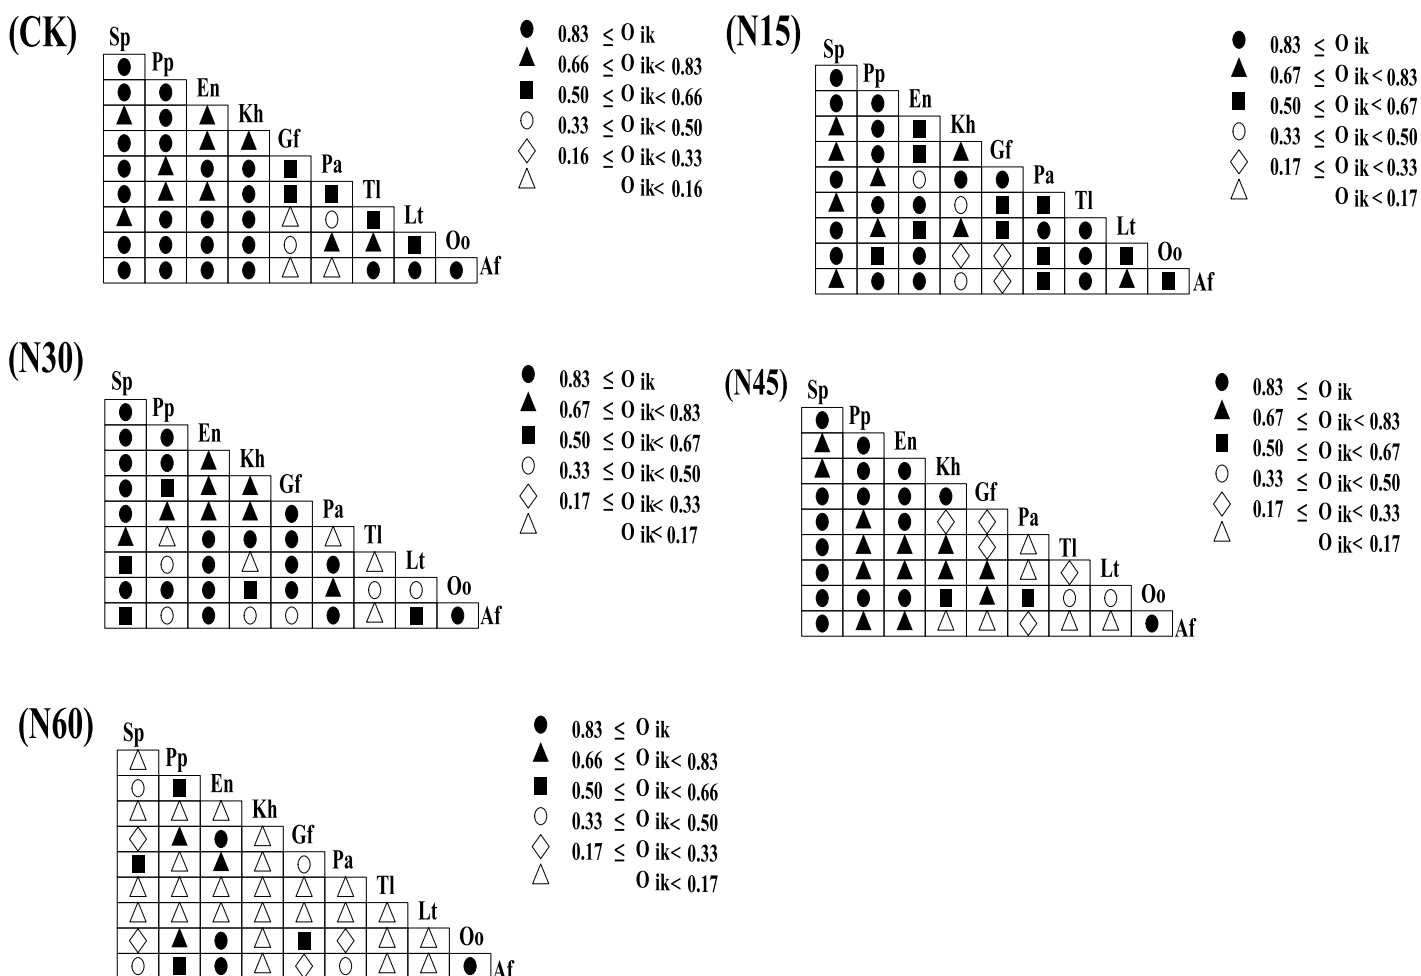 (CK)
Sp
Pp
En
Kh
Gf
Pa
Tl
Lt
Oo
Af
0.83 ≤ O ik
0.66 ≤ O ik< 0.83
0.50 ≤ O ik< 0.66
0.33 ≤ O ik< 0.50
0.16 ≤ O ik< 0.33
O ik< 0.16
(N15)
Sp
Pp
En
Kh
Gf
Pa
Tl
Lt
Oo
Af
0.83 ≤ O ik
0.67 ≤ O ik< 0.83
0.50 ≤ O ik< 0.67
0.33 ≤ O ik< 0.50
0.17 ≤ O ik< 0.33
O ik< 0.17
(N30)
Sp
Pp
En
Kh
Gf
Pa
Tl
Lt
Oo
Af
0.83 ≤ O ik
0.67 ≤ O ik< 0.83
0.50 ≤ O ik< 0.67
0.33 ≤ O ik< 0.50
0.17 ≤ O ik< 0.33
O ik< 0.17
(N45)
Sp
Pp
En
Kh
Gf
Pa
Tl
Lt
Oo
Af
0.83 ≤ O ik
0.67 ≤ O ik< 0.83
0.50 ≤ O ik< 0.67
0.33 ≤ O ik< 0.50
0.17 ≤ O ik< 0.33
O ik< 0.17
(N60)
Sp
Pp
En
Kh
Gf
Pa
Tl
Lt
Oo
Af
0.83 ≤ O ik
0.66 ≤ O ik< 0.83
0.50 ≤ O ik< 0.66
0.33 ≤ O ik< 0.50
0.17 ≤ O ik< 0.33
O ik< 0.17